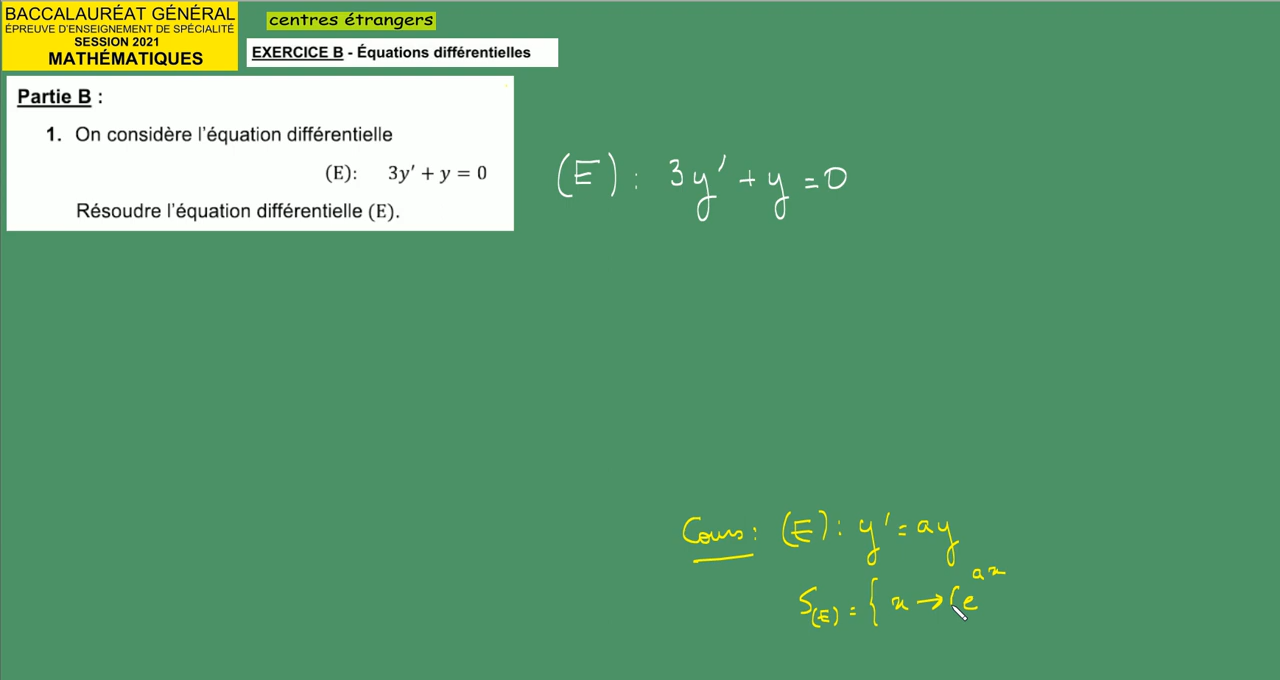 BACCALAURÉAT GÉNÉRAL
ÉPREUVE D'ENSEIGNEMENT DE SPÉCIALITÉ
SESSION 2021
MATHÉMATIQUES
centres étrangers
EXERCICE B - Équations différentielles
Partie B :
1. On considère l'équation différentielle
(E): 3y' + y = 0
Résoudre l'équation différentielle (E).
(E) : 3y' + y = 0
Cours : (E) : y' = ay
S(E) = { x → Ce^ax